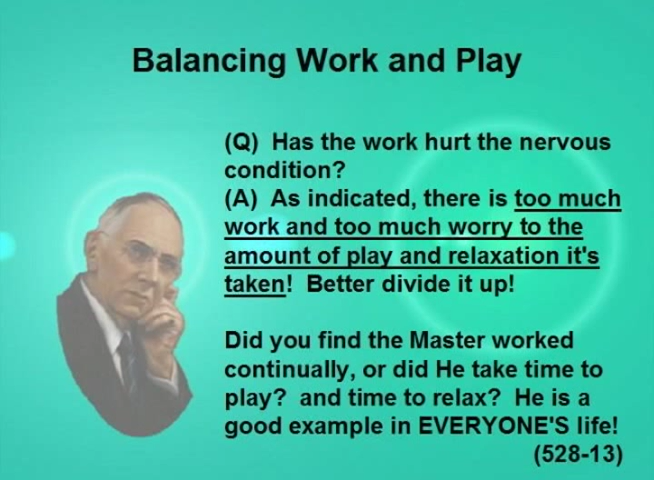 Balancing Work and Play
(Q) Has the work hurt the nervous
condition?
(A) As indicated, there is too much
work and too much worry to the
amount of play and relaxation it's
taken! Better divide it up!
Did you find the Master worked
continually, or did He take time to
play? and time to relax? He is a
good example in EVERYONE'S life!
(528-13)